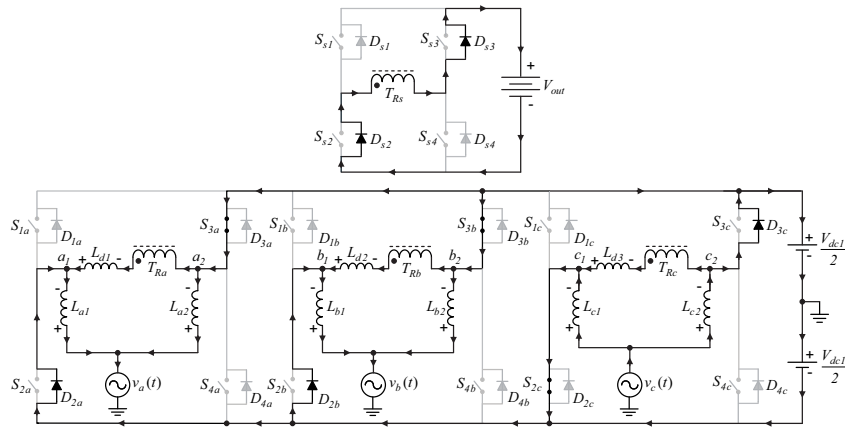 S_s1 D_s1 S_s3 D_s3
+
T_Rs V_out
-
S_s2 D_s2 S_s4 D_s4
S_1a D_1a S_3a D_3a S_1b D_1b S_3b D_3b S_1c D_1c S_3c D_3c
+ V_dc1/2 -
a_1 + L_d1 - T_Ra a_2 b_1 + L_d2 - T_Rb b_2 c_1 + L_d3 - T_Rc c_2
- L_a1 + - L_a2 + - L_b1 + - L_b2 + - L_c1 + - L_c2 +
+ V_dc1/2 -
S_2a D_2a v_a(t) S_4a D_4a S_2b D_2b v_b(t) S_4b D_4b S_2c D_2c v_c(t) S_4c D_4c